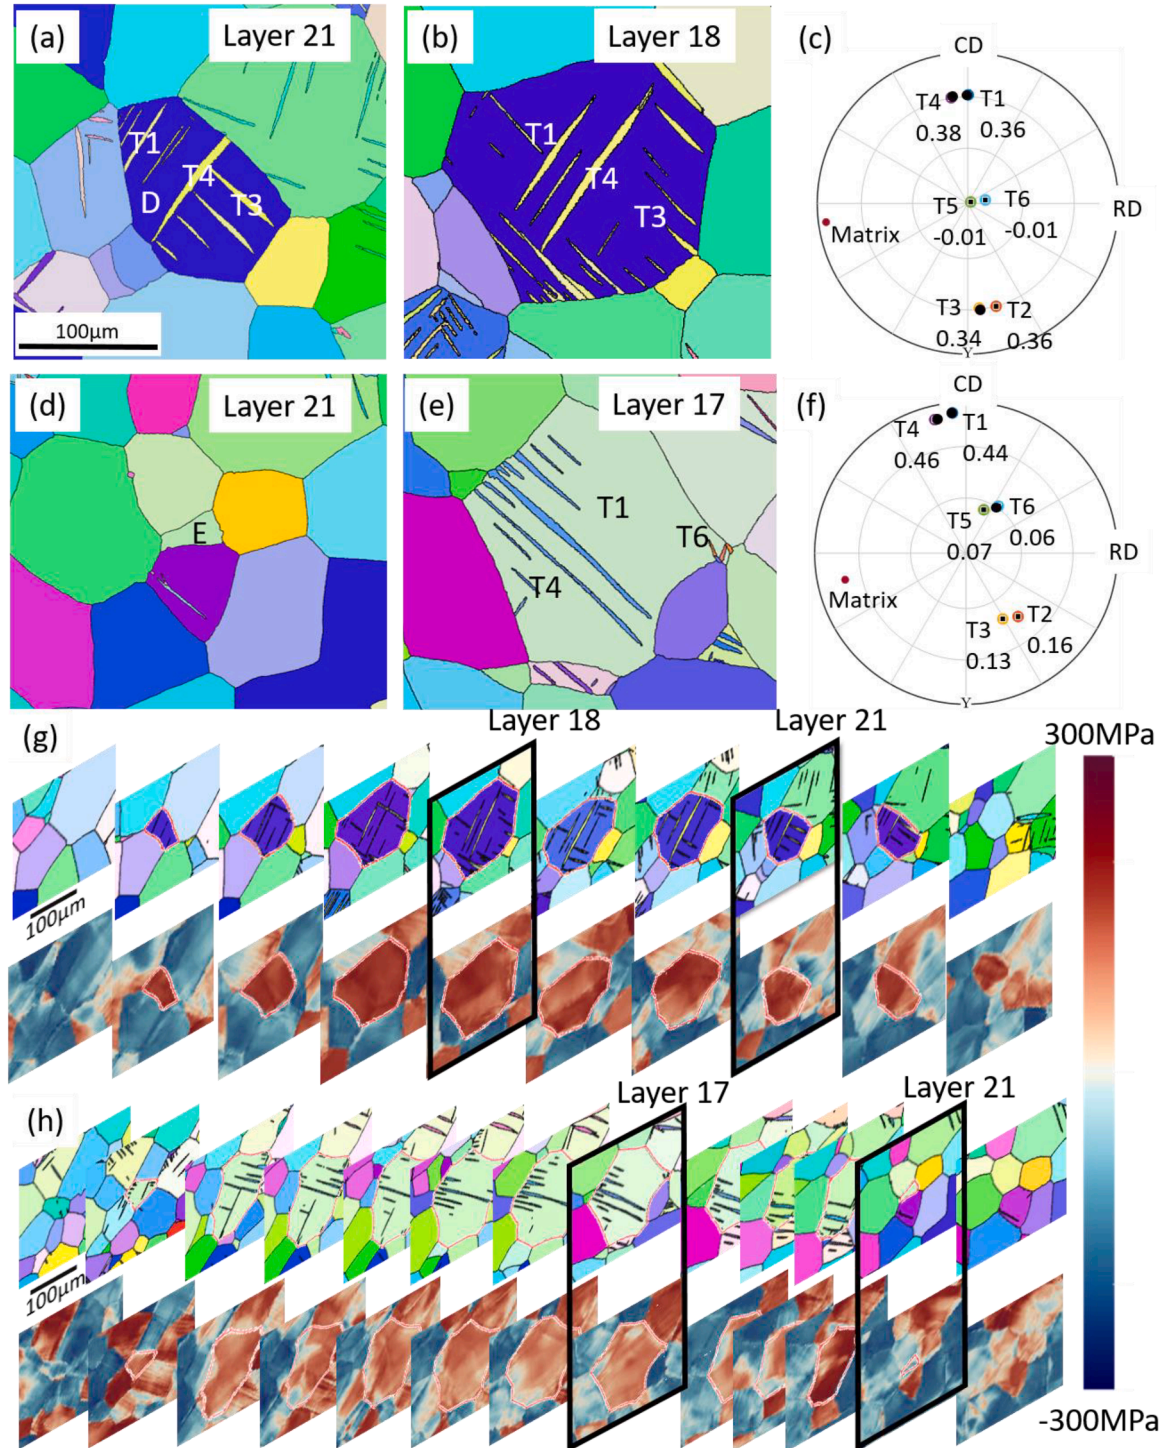 (a)
Layer 21
T1
T4
D
T3
100μm
(b)
Layer 18
T1
T4
T3
(c)
CD
T4
T1
0.38
0.36
RD
T5
T6
-0.01
-0.01
Matrix
T3
T2
0.34
0.36
Y
(d)
Layer 21
E
(e)
Layer 17
T1
T6
T4
(f)
CD
T4
T1
0.46
0.44
T5
T6
0.07
0.06
RD
Matrix
T3
T2
0.13
0.16
Y
(g)
Layer 18
Layer 21
300MPa
100μm
(h)
Layer 17
Layer 21
100μm
-300MPa